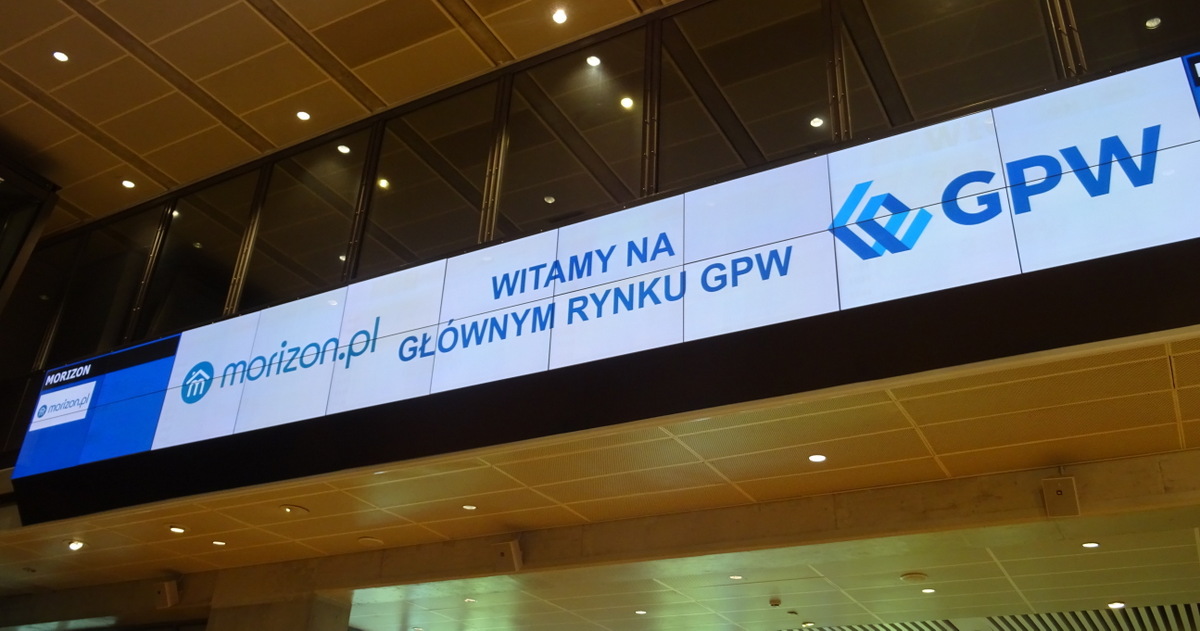 MORIZON
morizon.pl
morizon.pl
WITAMY NA
GŁÓWNYM RYNKU GPW
GPW